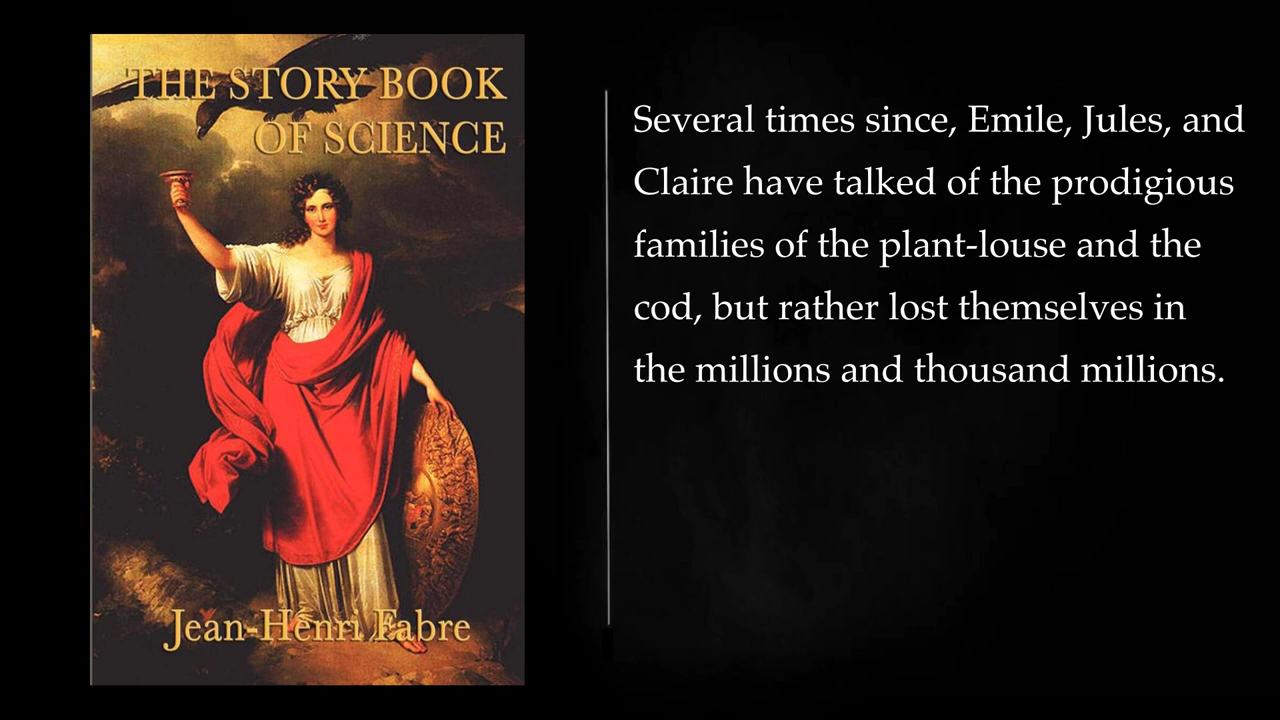 THE STORY BOOK
OF SCIENCE
Jean-Henri Fabre
Several times since, Emile, Jules, and
Claire have talked of the prodigious
families of the plant-louse and the
cod, but rather lost themselves in
the millions and thousand millions.